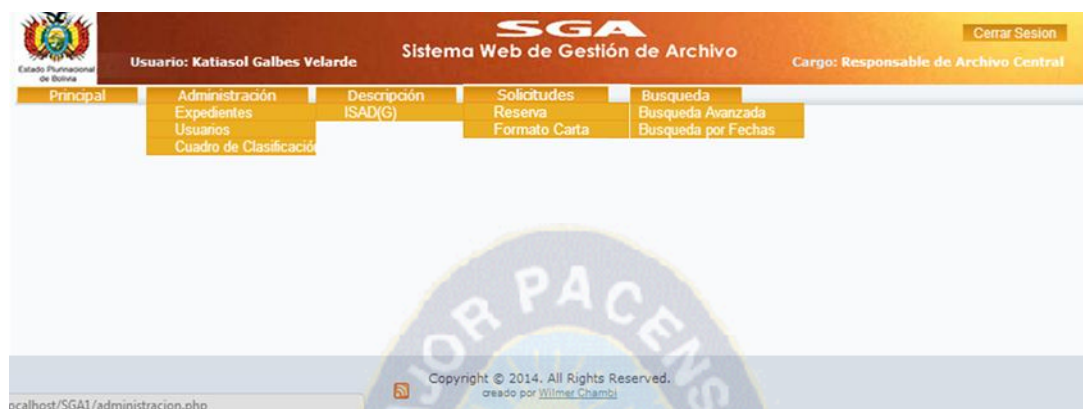 SGA
Sistema Web de Gestión de Archivo
Cerrar Sesion
Estado Plurinacional
de Bolivia
Usuario: Katiasol Galbes Velarde
Cargo: Responsable de Archivo Central
Principal
Administración
Expedientes
Usuarios
Cuadro de Clasificació
Descripción
ISAD(G)
Solicitudes
Reserva
Formato Carta
Busqueda
Busqueda Avanzada
Busqueda por Fechas
JOR PACENS
Copyright © 2014. All Rights Reserved.
creado por Wilmer Chambi
ocalhost/SGA1/administracion.php